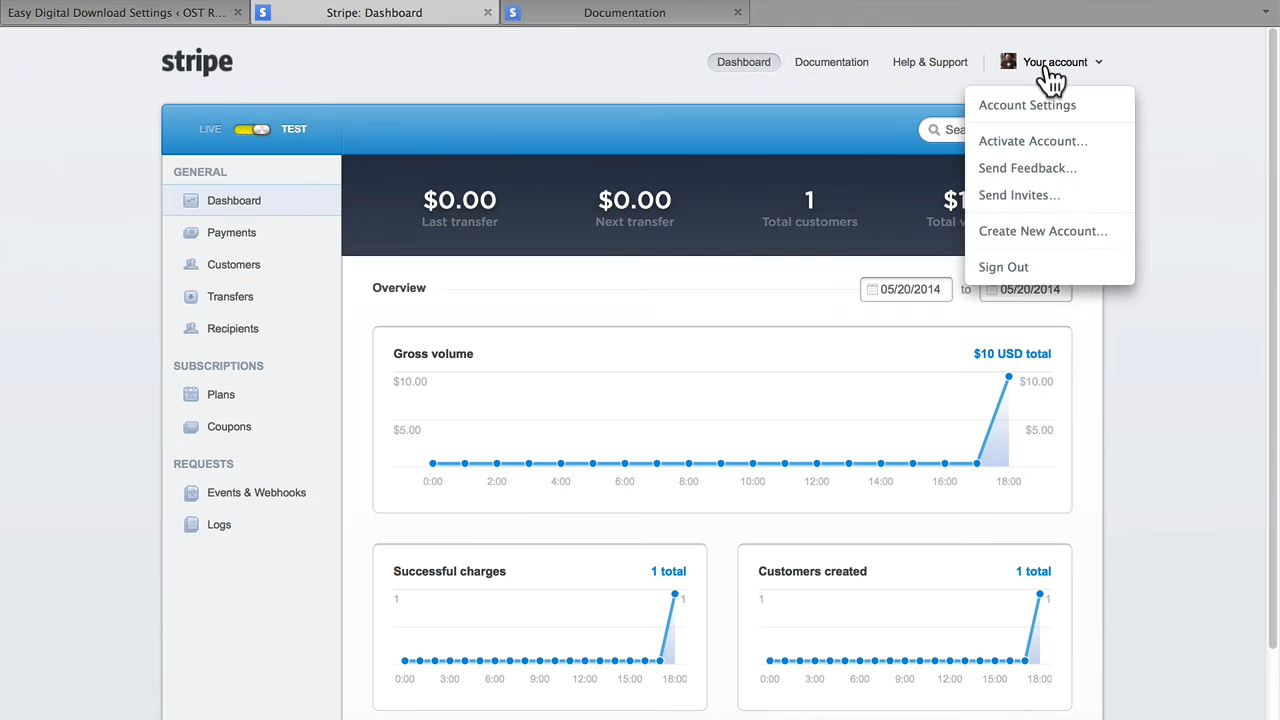 Easy Digital Download Settings ‹ OST R...
Stripe: Dashboard
Documentation
stripe
Dashboard
Documentation
Help & Support
Your account
Account Settings
Activate Account...
Send Feedback...
Send Invites...
Create New Account...
Sign Out
LIVE
TEST
GENERAL
Dashboard
Payments
Customers
Transfers
Recipients
SUBSCRIPTIONS
Plans
Coupons
REQUESTS
Events & Webhooks
Logs
$0.00
Last transfer
$0.00
Next transfer
1
Total customers
Overview
05/20/2014
to
05/20/2014
Gross volume
$10 USD total
$10.00
$10.00
$5.00
$5.00
0:00 2:00 4:00 6:00 8:00 10:00 12:00 14:00 16:00 18:00
Successful charges
1 total
1
1
0:00 3:00 6:00 9:00 12:00 15:00 18:00
Customers created
1 total
1
1
0:00 3:00 6:00 9:00 12:00 15:00 18:00